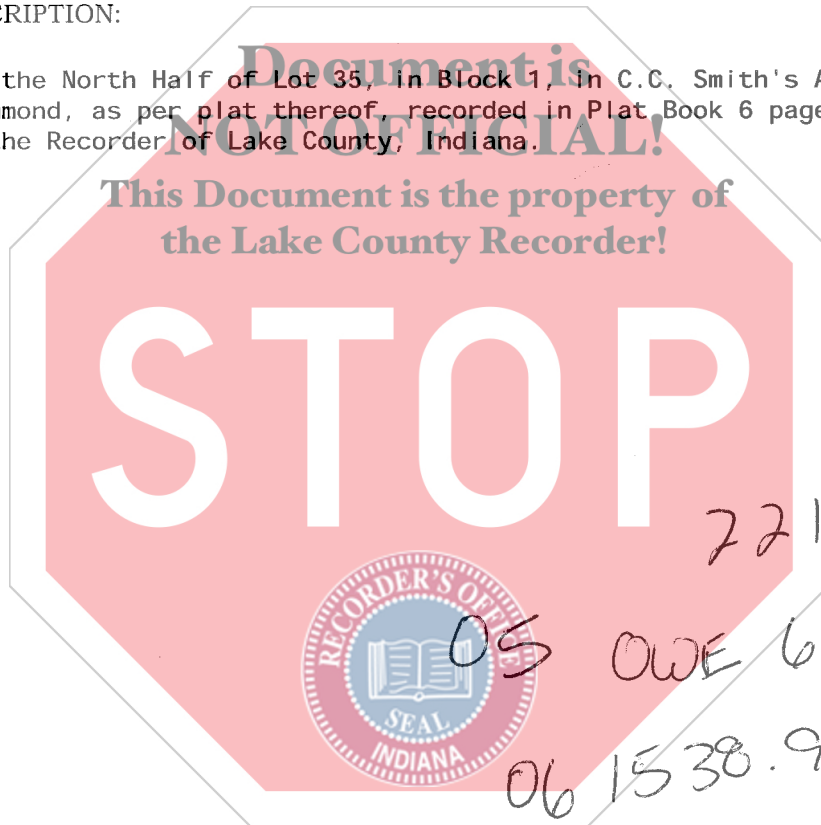 CRIPTION:
Document is
the North Half of Lot 35, in Block 1, in C.C. Smith's A
mond, as per plat thereof, recorded in Plat Book 6 page
NOT OFFICIAL!
he Recorder of Lake County, Indiana.
This Document is the property of
the Lake County Recorder!
STOP
221
RECORDER'S OFFICE
05 OWE 6
SEAL
INDIANA
06 1538.9